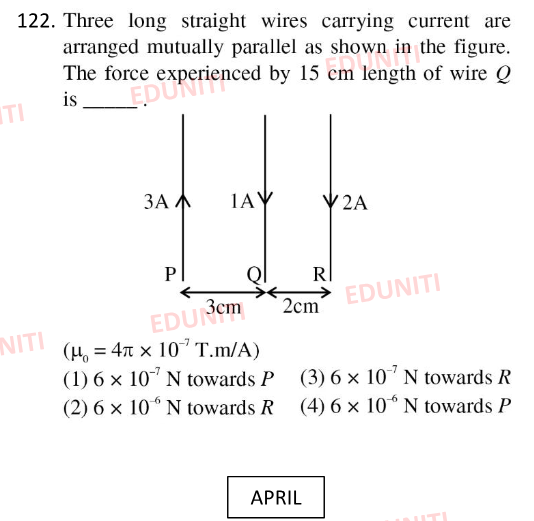 122. Three long straight wires carrying current are
arranged mutually parallel as shown in the figure.
The force experienced by 15 cm length of wire Q
is _____ .
EDUNITI
EDUNITI
ITI
3A 1A 2A
P Q R
3cm 2cm
EDUNITI
EDUNITI
NITI
(μ₀ = 4π × 10⁻⁷ T.m/A)
(1) 6 × 10⁻⁷ N towards P (3) 6 × 10⁻⁷ N towards R
(2) 6 × 10⁻⁶ N towards R (4) 6 × 10⁻⁶ N towards P
APRIL